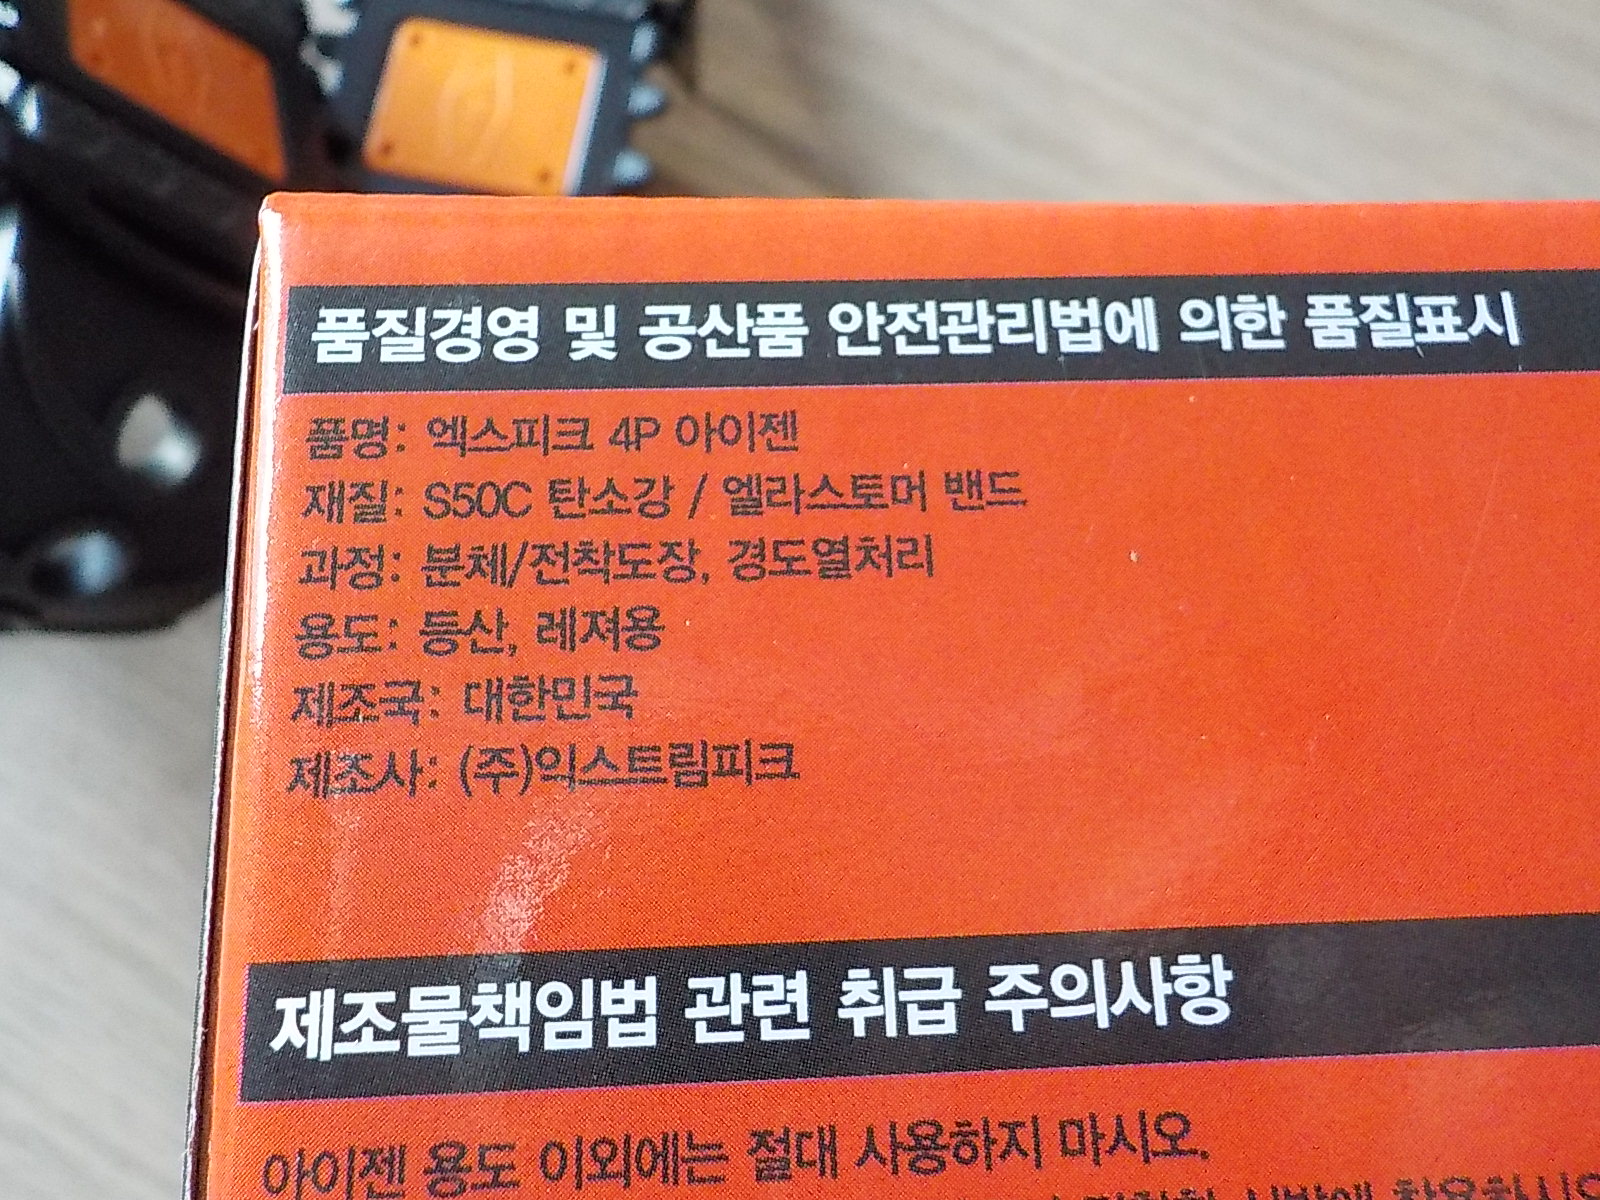 품질경영 및 공산품 안전관리법에 의한 품질표시
품명: 엑스피크 4P 아이젠
재질: S50C 탄소강 / 엘라스토머 밴드
과정: 분체/전착도장, 경도열처리
용도: 등산, 레져용
제조국: 대한민국
제조사: (주)익스트림피크
제조물책임법 관련 취급 주의사항
아이젠 용도 이외에는 절대 사용하지 마시오.